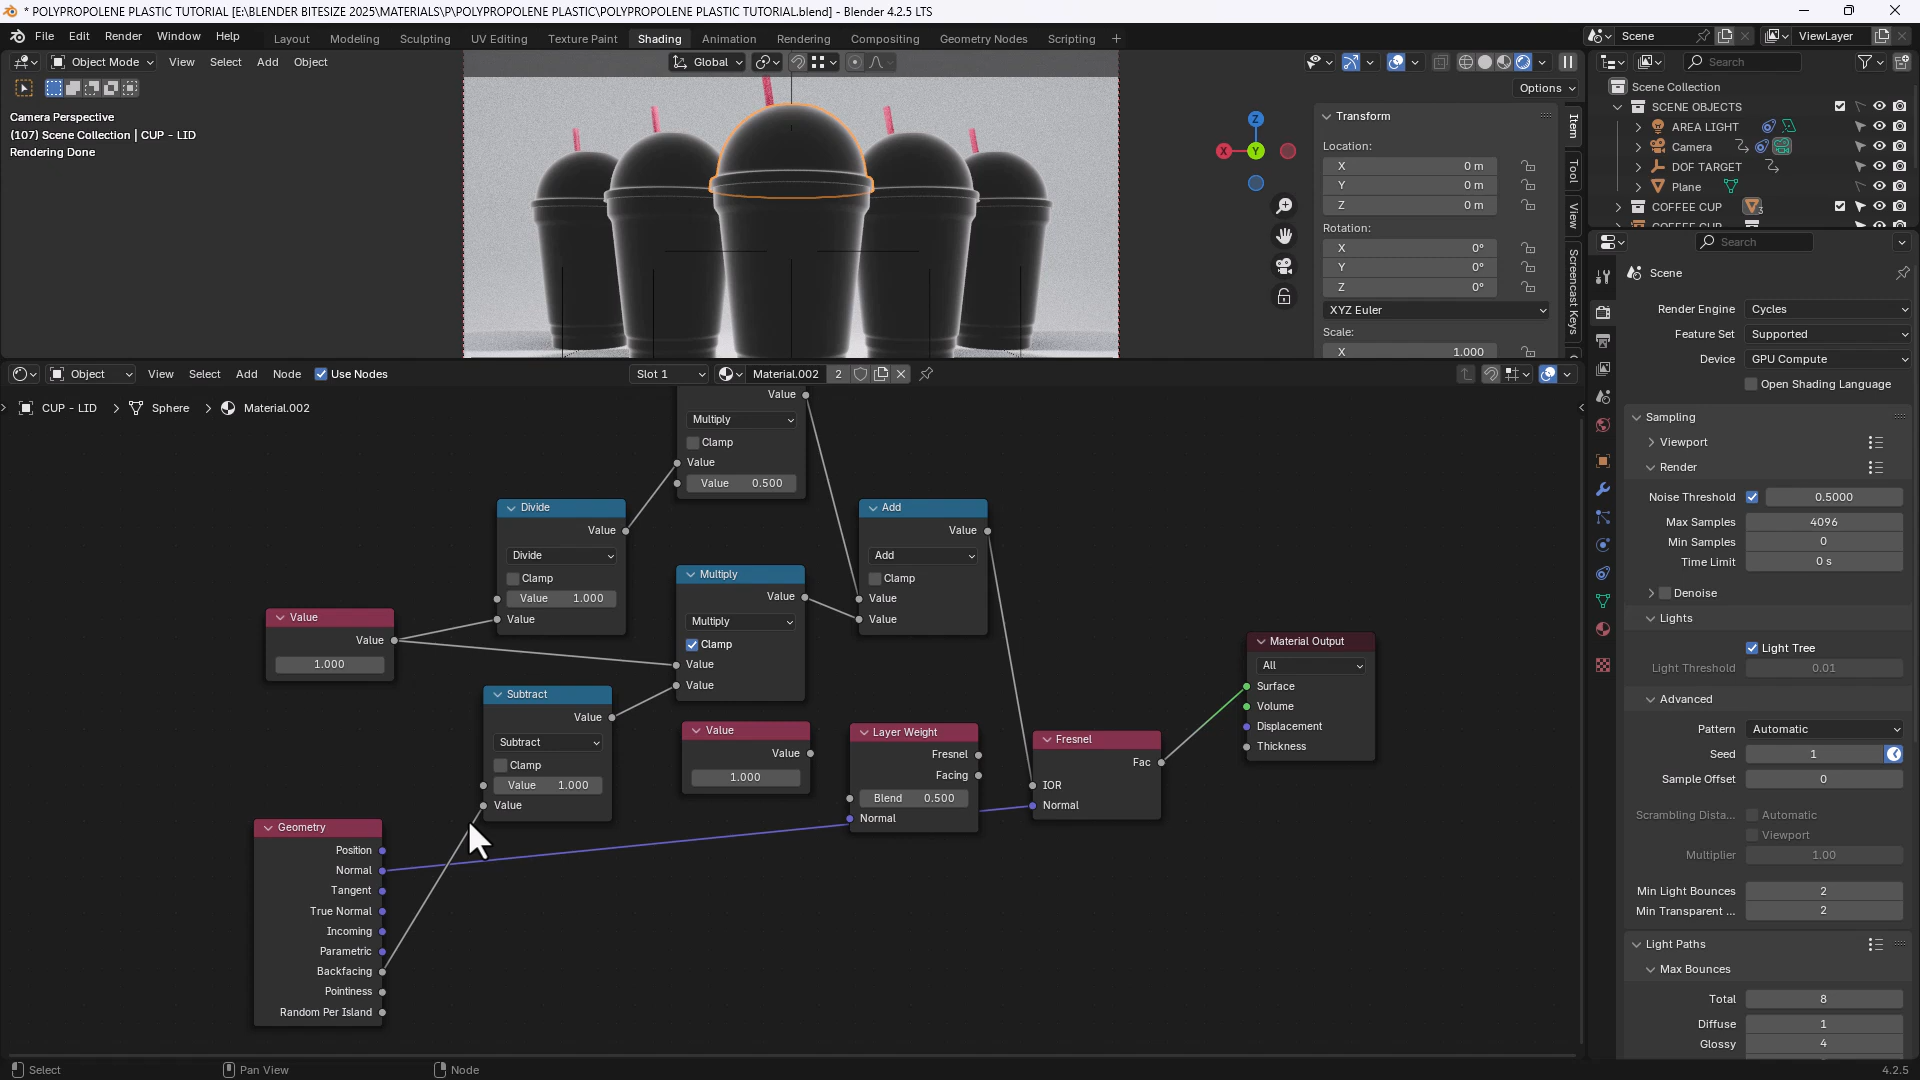 * POLYPROPOLENE PLASTIC TUTORIAL [E:\BLENDER BITESIZE 2025\MATERIALS\P\POLYPROPOLENE PLASTIC\POLYPROPOLENE PLASTIC TUTORIAL.blend] - Blender 4.2.5 LTS
File Edit Render Window Help Layout Modeling Sculpting UV Editing Texture Paint Shading Animation Rendering Compositing Geometry Nodes Scripting + Scene ViewLayer
Object Mode View Select Add Object Global Search
Options
Camera Perspective
(107) Scene Collection | CUP - LID
Rendering Done
Z
X
Y
Transform
Location:
X 0 m
Y 0 m
Z 0 m
Rotation:
X 0°
Y 0°
Z 0°
XYZ Euler
Scale:
X 1.000
Item
Tool
View
Screencast Keys
Scene Collection
SCENE OBJECTS
AREA LIGHT
Camera
DOF TARGET
Plane
COFFEE CUP 3
Search
Scene
Render Engine Cycles
Feature Set Supported
Device GPU Compute
Open Shading Language
Sampling
Viewport
Render
Noise Threshold 0.5000
Max Samples 4096
Min Samples 0
Time Limit 0 s
Denoise
Lights
Light Tree
Light Threshold 0.01
Advanced
Pattern Automatic
Seed 1
Sample Offset 0
Scrambling Dista... Automatic
Viewport
Multiplier 1.00
Min Light Bounces 2
Min Transparent ... 2
Light Paths
Max Bounces
Total 8
Diffuse 1
Glossy 4
Object View Select Add Node Use Nodes Slot 1 Material.002 2
CUP - LID > Sphere > Material.002
Value
Multiply
Clamp
Value
Value 0.500
Divide
Value
Divide
Clamp
Value 1.000
Value
Add
Value
Add
Clamp
Value
Value
Multiply
Value
Multiply
Clamp
Value
Value
Value
Value
1.000
Subtract
Value
Subtract
Clamp
Value 1.000
Value
Value
Value
1.000
Layer Weight
Fresnel
Facing
Blend 0.500
Normal
Fresnel
Fac
IOR
Normal
Material Output
All
Surface
Volume
Displacement
Thickness
Geometry
Position
Normal
Tangent
True Normal
Incoming
Parametric
Backfacing
Pointiness
Random Per Island
Select Pan View Node 4.2.5